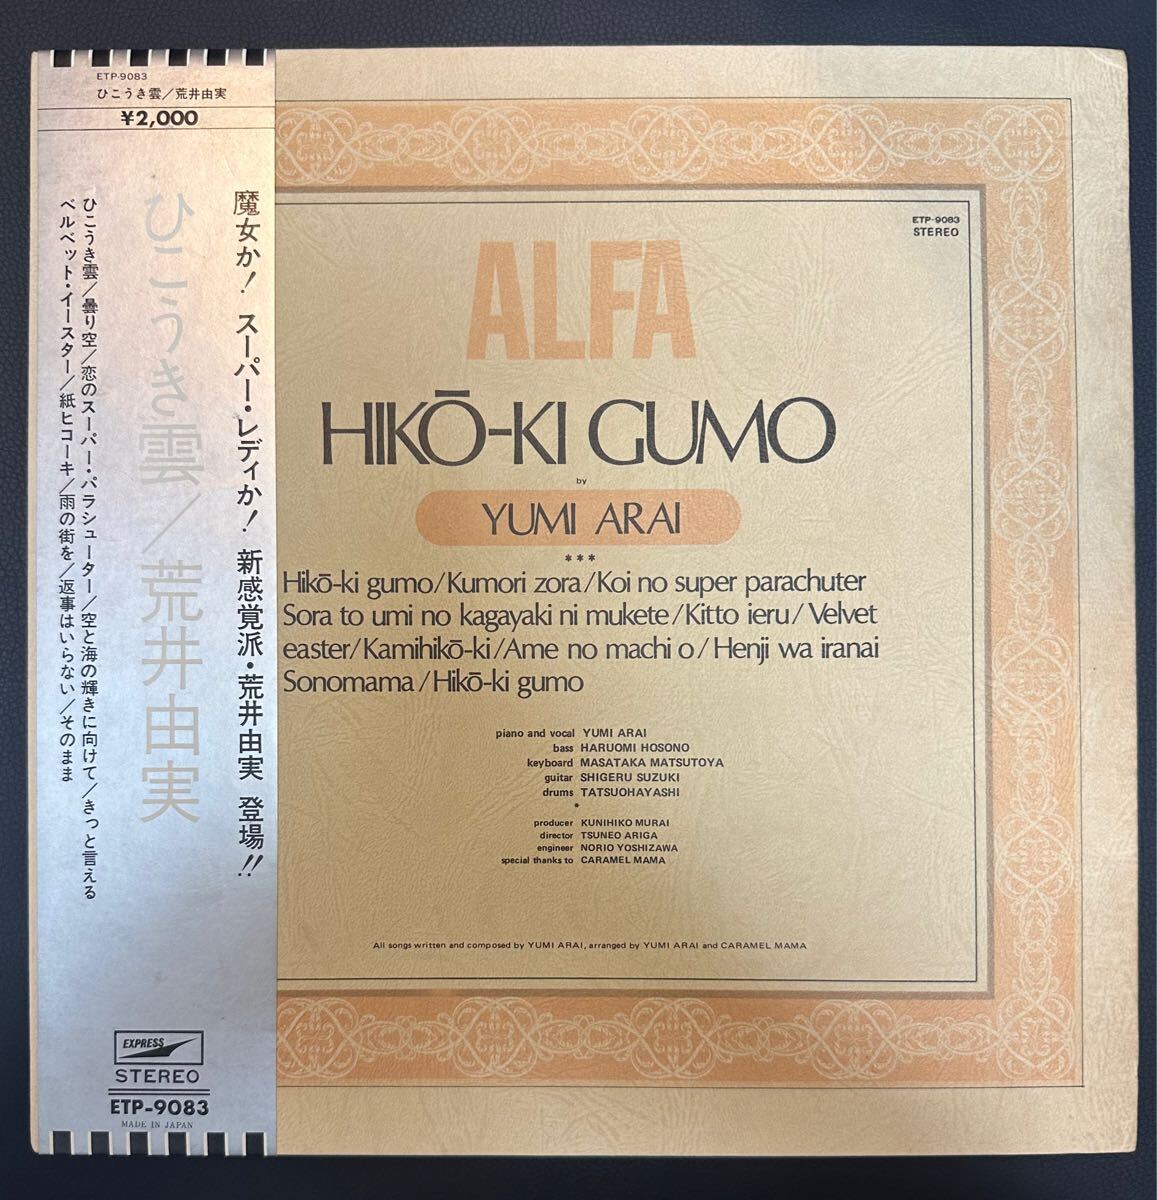 ETP-9083
ひこうき雲/荒井由実
¥2,000
魔女か! スーパー・レディか! 新感覚派・荒井由実 登場!!
ひこうき雲/荒井由実
ひこうき雲/曇り空/恋のスーパー・パラシューター/空と海の輝きに向けて/きっと言える
ベルベット・イースター/紙ヒコーキ/雨の街を/返事はいらない/そのまま
EXPRESS
STEREO
ETP-9083
MADE IN JAPAN
ETP-9083
STEREO
ALFA
HIKŌ-KI GUMO
by
YUMI ARAI
***
Hikō-ki gumo/Kumori zora/Koi no super parachuter
Sora to umi no kagayaki ni mukete/Kitto ieru/Velvet
easter/Kamihikō-ki/Ame no machi o/Henji wa iranai
Sonomama/Hikō-ki gumo
piano and vocal YUMI ARAI
bass HARUOMI HOSONO
keyboard MASATAKA MATSUTOYA
guitar SHIGERU SUZUKI
drums TATSUOHAYASHI
*
producer KUNIHIKO MURAI
director TSUNEO ARIGA
engineer NORIO YOSHIZAWA
special thanks to CARAMEL MAMA
All songs written and composed by YUMI ARAI, arranged by YUMI ARAI and CARAMEL MAMA